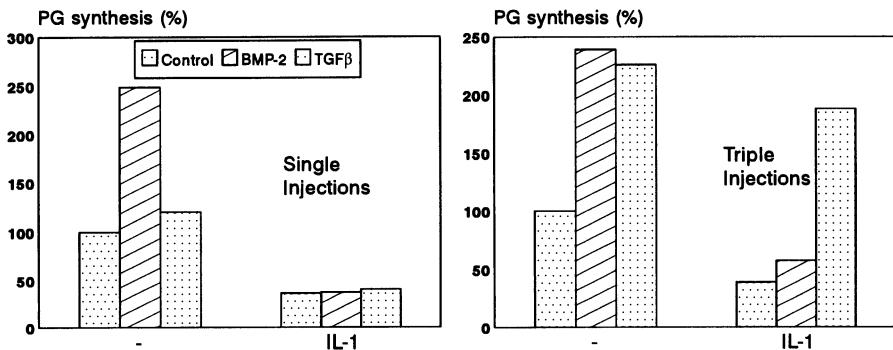 PG synthesis (%)
300
250
200
150
100
50
0
Control BMP-2 TGFβ
Single
Injections
- IL-1
PG synthesis (%)
250
200
150
100
50
0
Triple
Injections
- IL-1